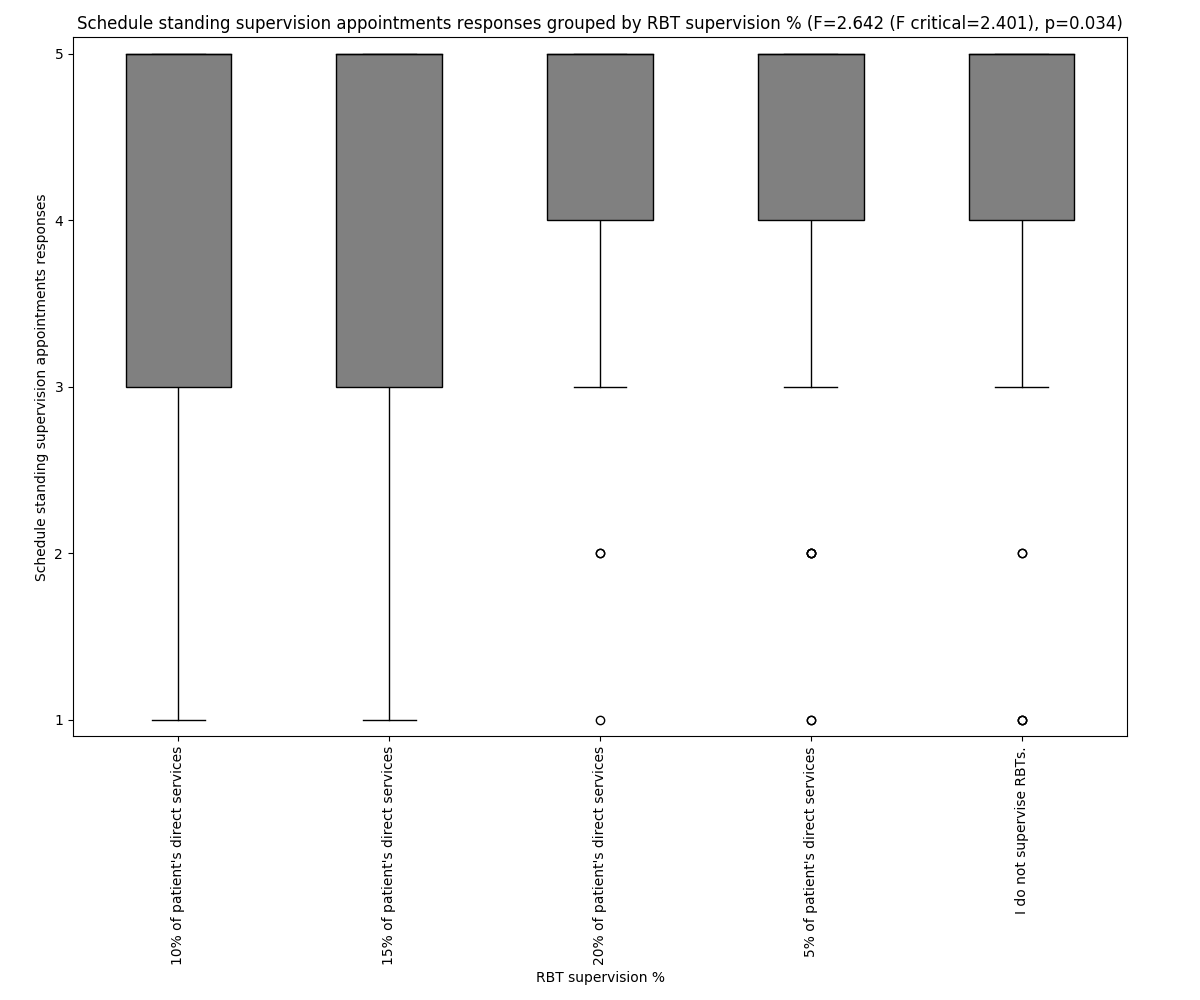 Schedule standing supervision appointments responses grouped by RBT supervision % (F=2.642 (F critical=2.401), p=0.034)
Schedule standing supervision appointments responses
5
4
3
2
1
10% of patient's direct services
15% of patient's direct services
20% of patient's direct services
5% of patient's direct services
I do not supervise RBTs.
RBT supervision %